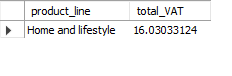 product_line total_VAT
Home and lifestyle 16.03033124